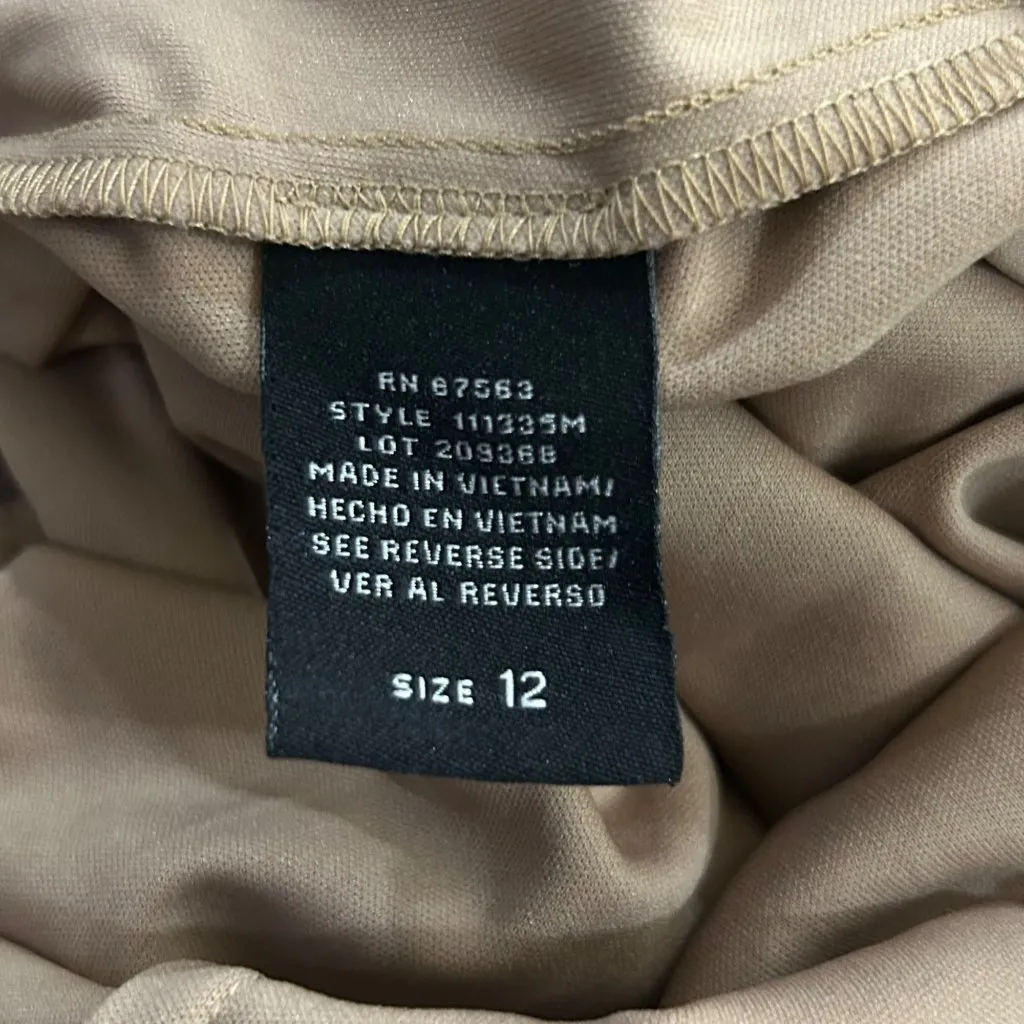 RN 67563
STYLE 111335M
LOT 209368
MADE IN VIETNAM/
HECHO EN VIETNAM
SEE REVERSE SIDE/
VER AL REVERSO
SIZE 12